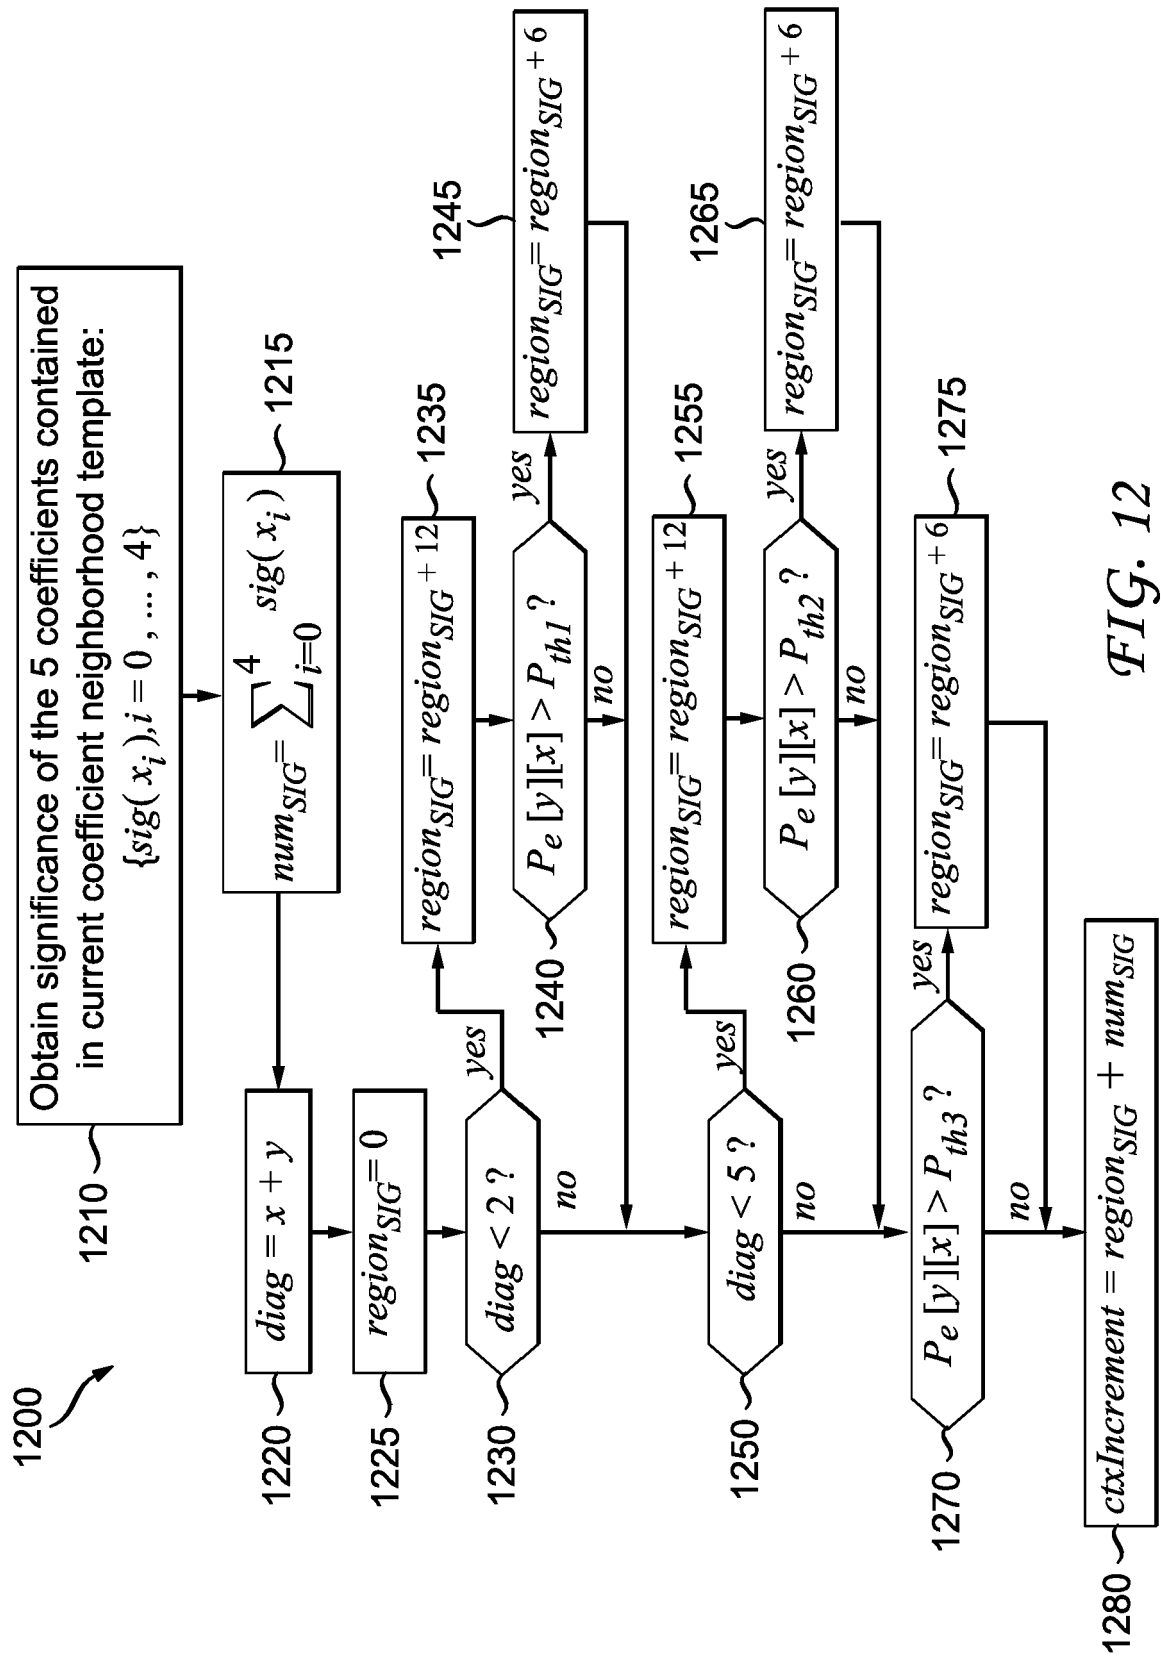 1200
1210
Obtain significance of the 5 coefficients contained
in current coefficient neighborhood template:
{sig( x_i ),i = 0 , ... , 4}
1215
num_SIG = ∑_{i=0}^{4} sig( x_i )
1220
diag = x + y
1225
region_SIG = 0
1230
diag < 2 ?
yes
no
1235
region_SIG = region_SIG + 12
1240
P_e [y][x] > P_th1 ?
yes
no
1245
region_SIG = region_SIG + 6
1250
diag < 5 ?
yes
no
1255
region_SIG = region_SIG + 12
1260
P_e [y][x] > P_th2 ?
yes
no
1265
region_SIG = region_SIG + 6
1270
P_e [y][x] > P_th3 ?
yes
no
1275
region_SIG = region_SIG + 6
1280
ctxIncrement = region_SIG + num_SIG
FIG. 12